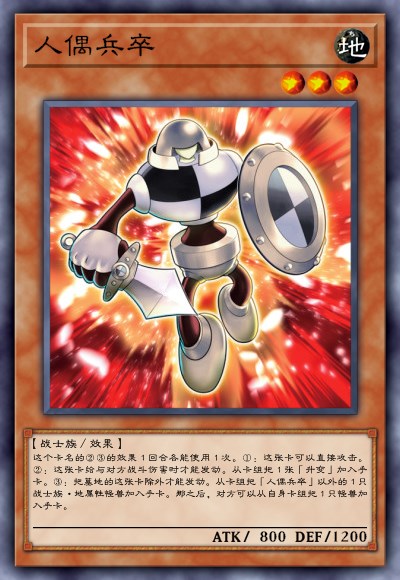 人偶兵卒
地
【战士族／效果】
这个卡名的②③的效果1回合各能使用1次。①：这张卡可以直接攻击。
②：这张卡给与对方战斗伤害时才能发动。从卡组把1张「升变」加入手
卡。③：把墓地的这张卡除外才能发动。从卡组把「人偶兵卒」以外的1只
战士族·地属性怪兽加入手卡。那之后，对方可以从自身卡组把1只怪兽加
入手卡。
ATK/ 800 DEF/1200